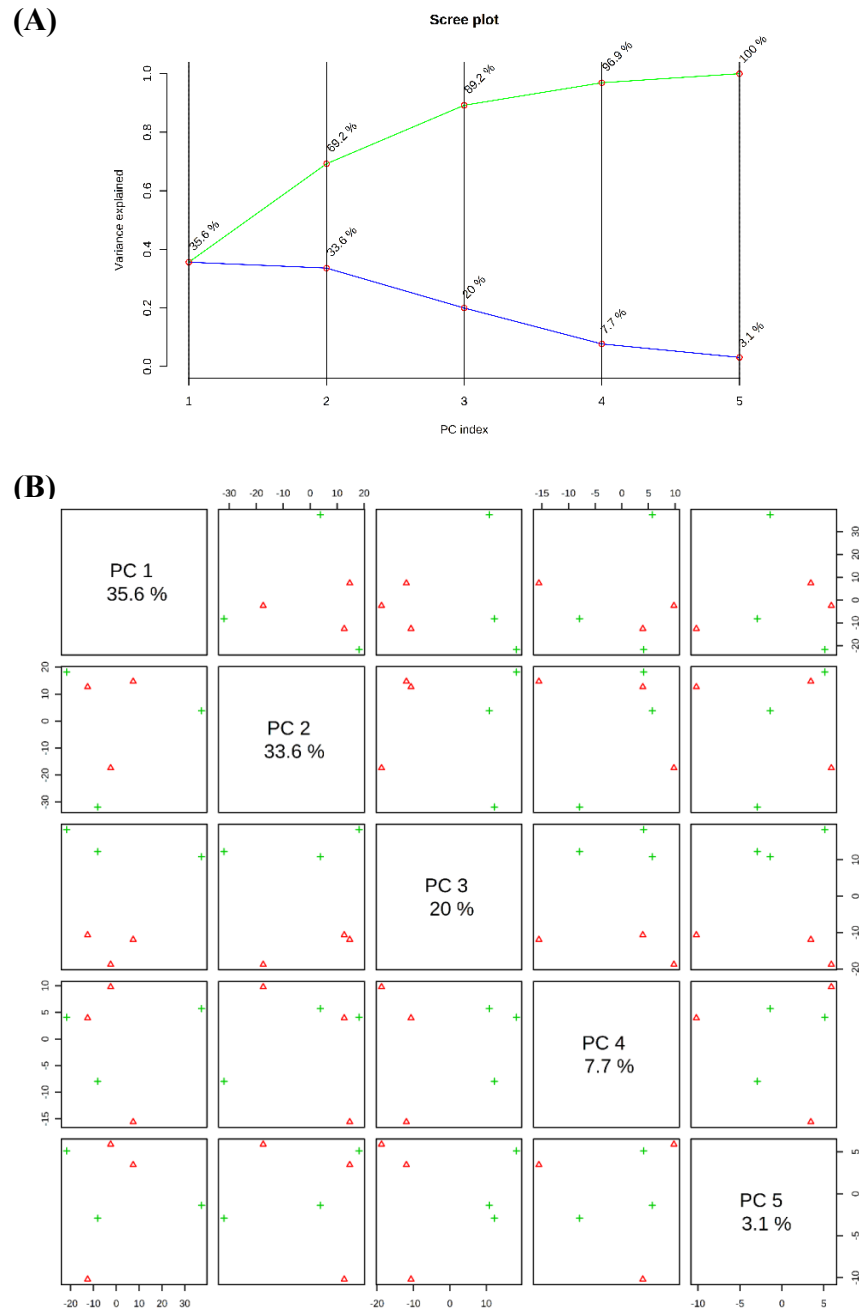 (A)
Scree plot
Variance explained
1.0
0.8
0.6
0.4
0.2
0.0
35.6 %
69.2 %
89.2 %
96.9 %
100 %
33.6 %
20 %
7.7 %
3.1 %
1 2 3 4 5
PC index
(B)
-30 -20 -10 0 10 20
-15 -10 -5 0 5 10
PC 1
35.6 %
30
20
10
0
-10
-20
20
10
0
-10
-20
-30
PC 2
33.6 %
PC 3
20 %
10
0
-10
-20
10
5
0
-5
-10
-15
PC 4
7.7 %
PC 5
3.1 %
5
0
-5
-10
-20 -10 0 10 20 30
-20 -10 0 10
-10 -5 0 5